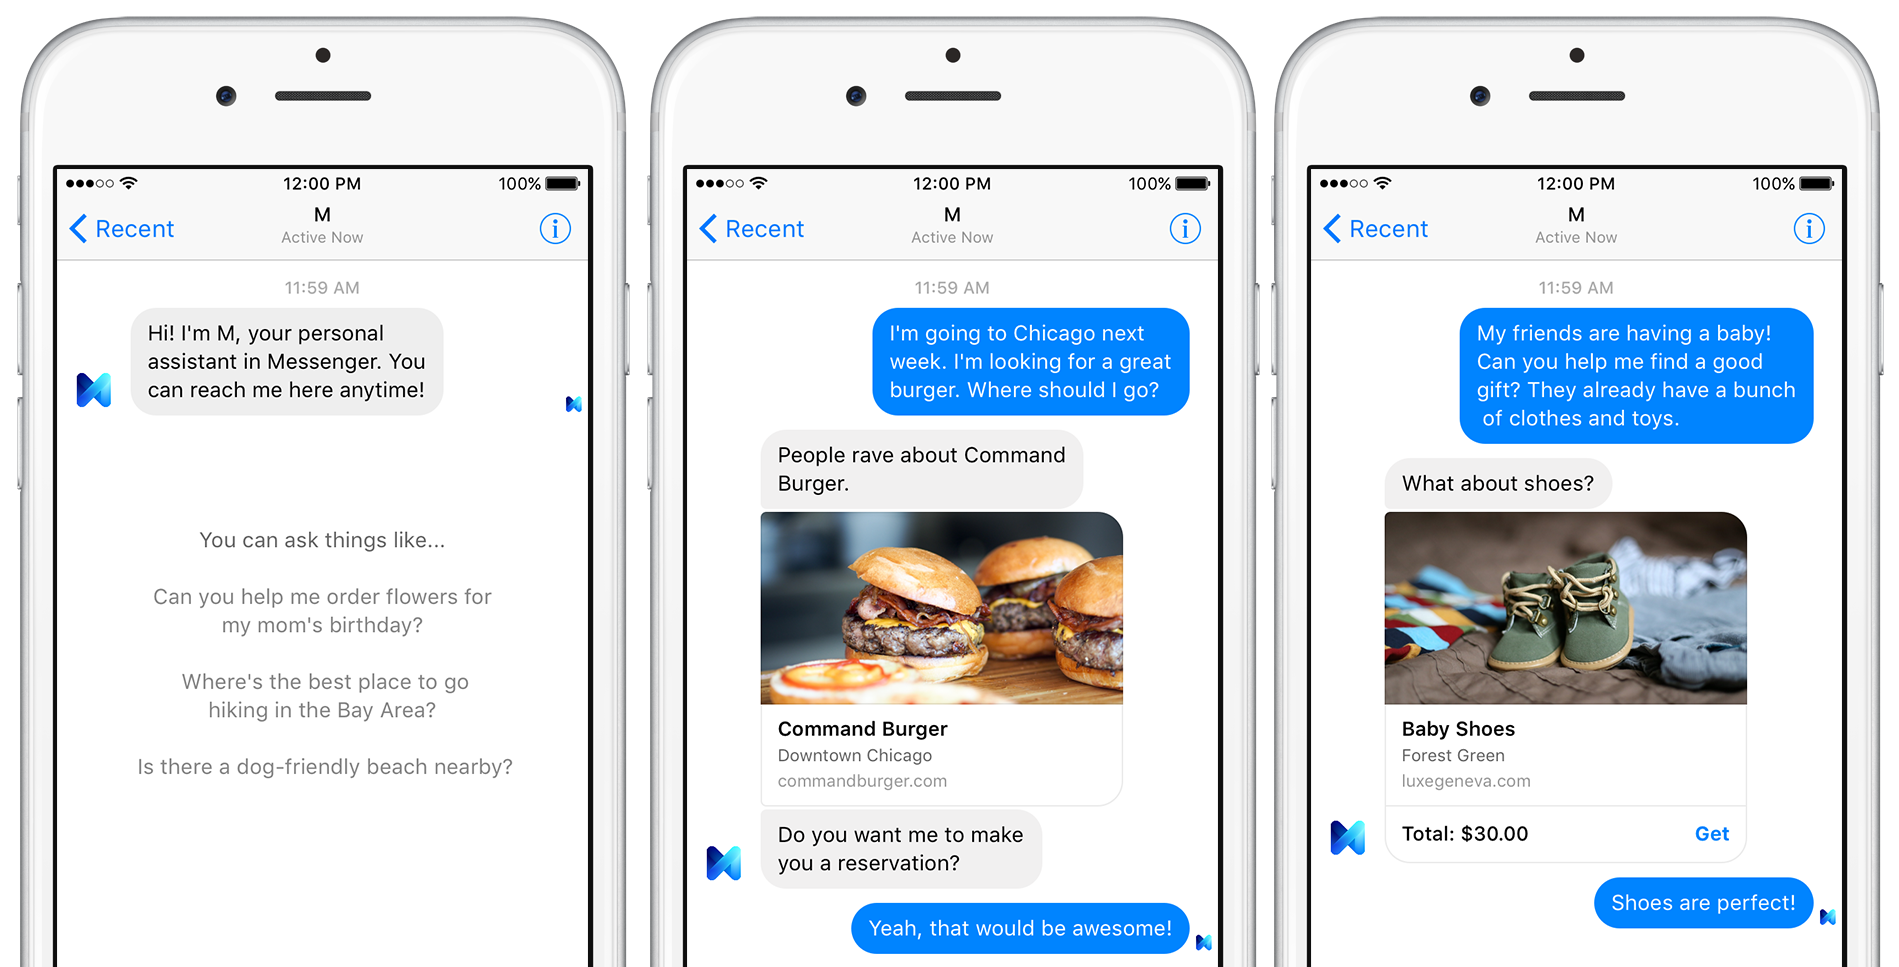 12:00 PM
100%
Recent
M
Active Now
11:59 AM
Hi! I'm M, your personal
assistant in Messenger. You
can reach me here anytime!
You can ask things like...
Can you help me order flowers for
my mom's birthday?
Where's the best place to go
hiking in the Bay Area?
Is there a dog-friendly beach nearby?
12:00 PM
100%
Recent
M
Active Now
11:59 AM
I'm going to Chicago next
week. I'm looking for a great
burger. Where should I go?
People rave about Command
Burger.
Command Burger
Downtown Chicago
commandburger.com
Do you want me to make
you a reservation?
Yeah, that would be awesome!
12:00 PM
100%
Recent
M
Active Now
11:59 AM
My friends are having a baby!
Can you help me find a good
gift? They already have a bunch
of clothes and toys.
What about shoes?
Baby Shoes
Forest Green
luxegeneva.com
Total: $30.00
Get
Shoes are perfect!